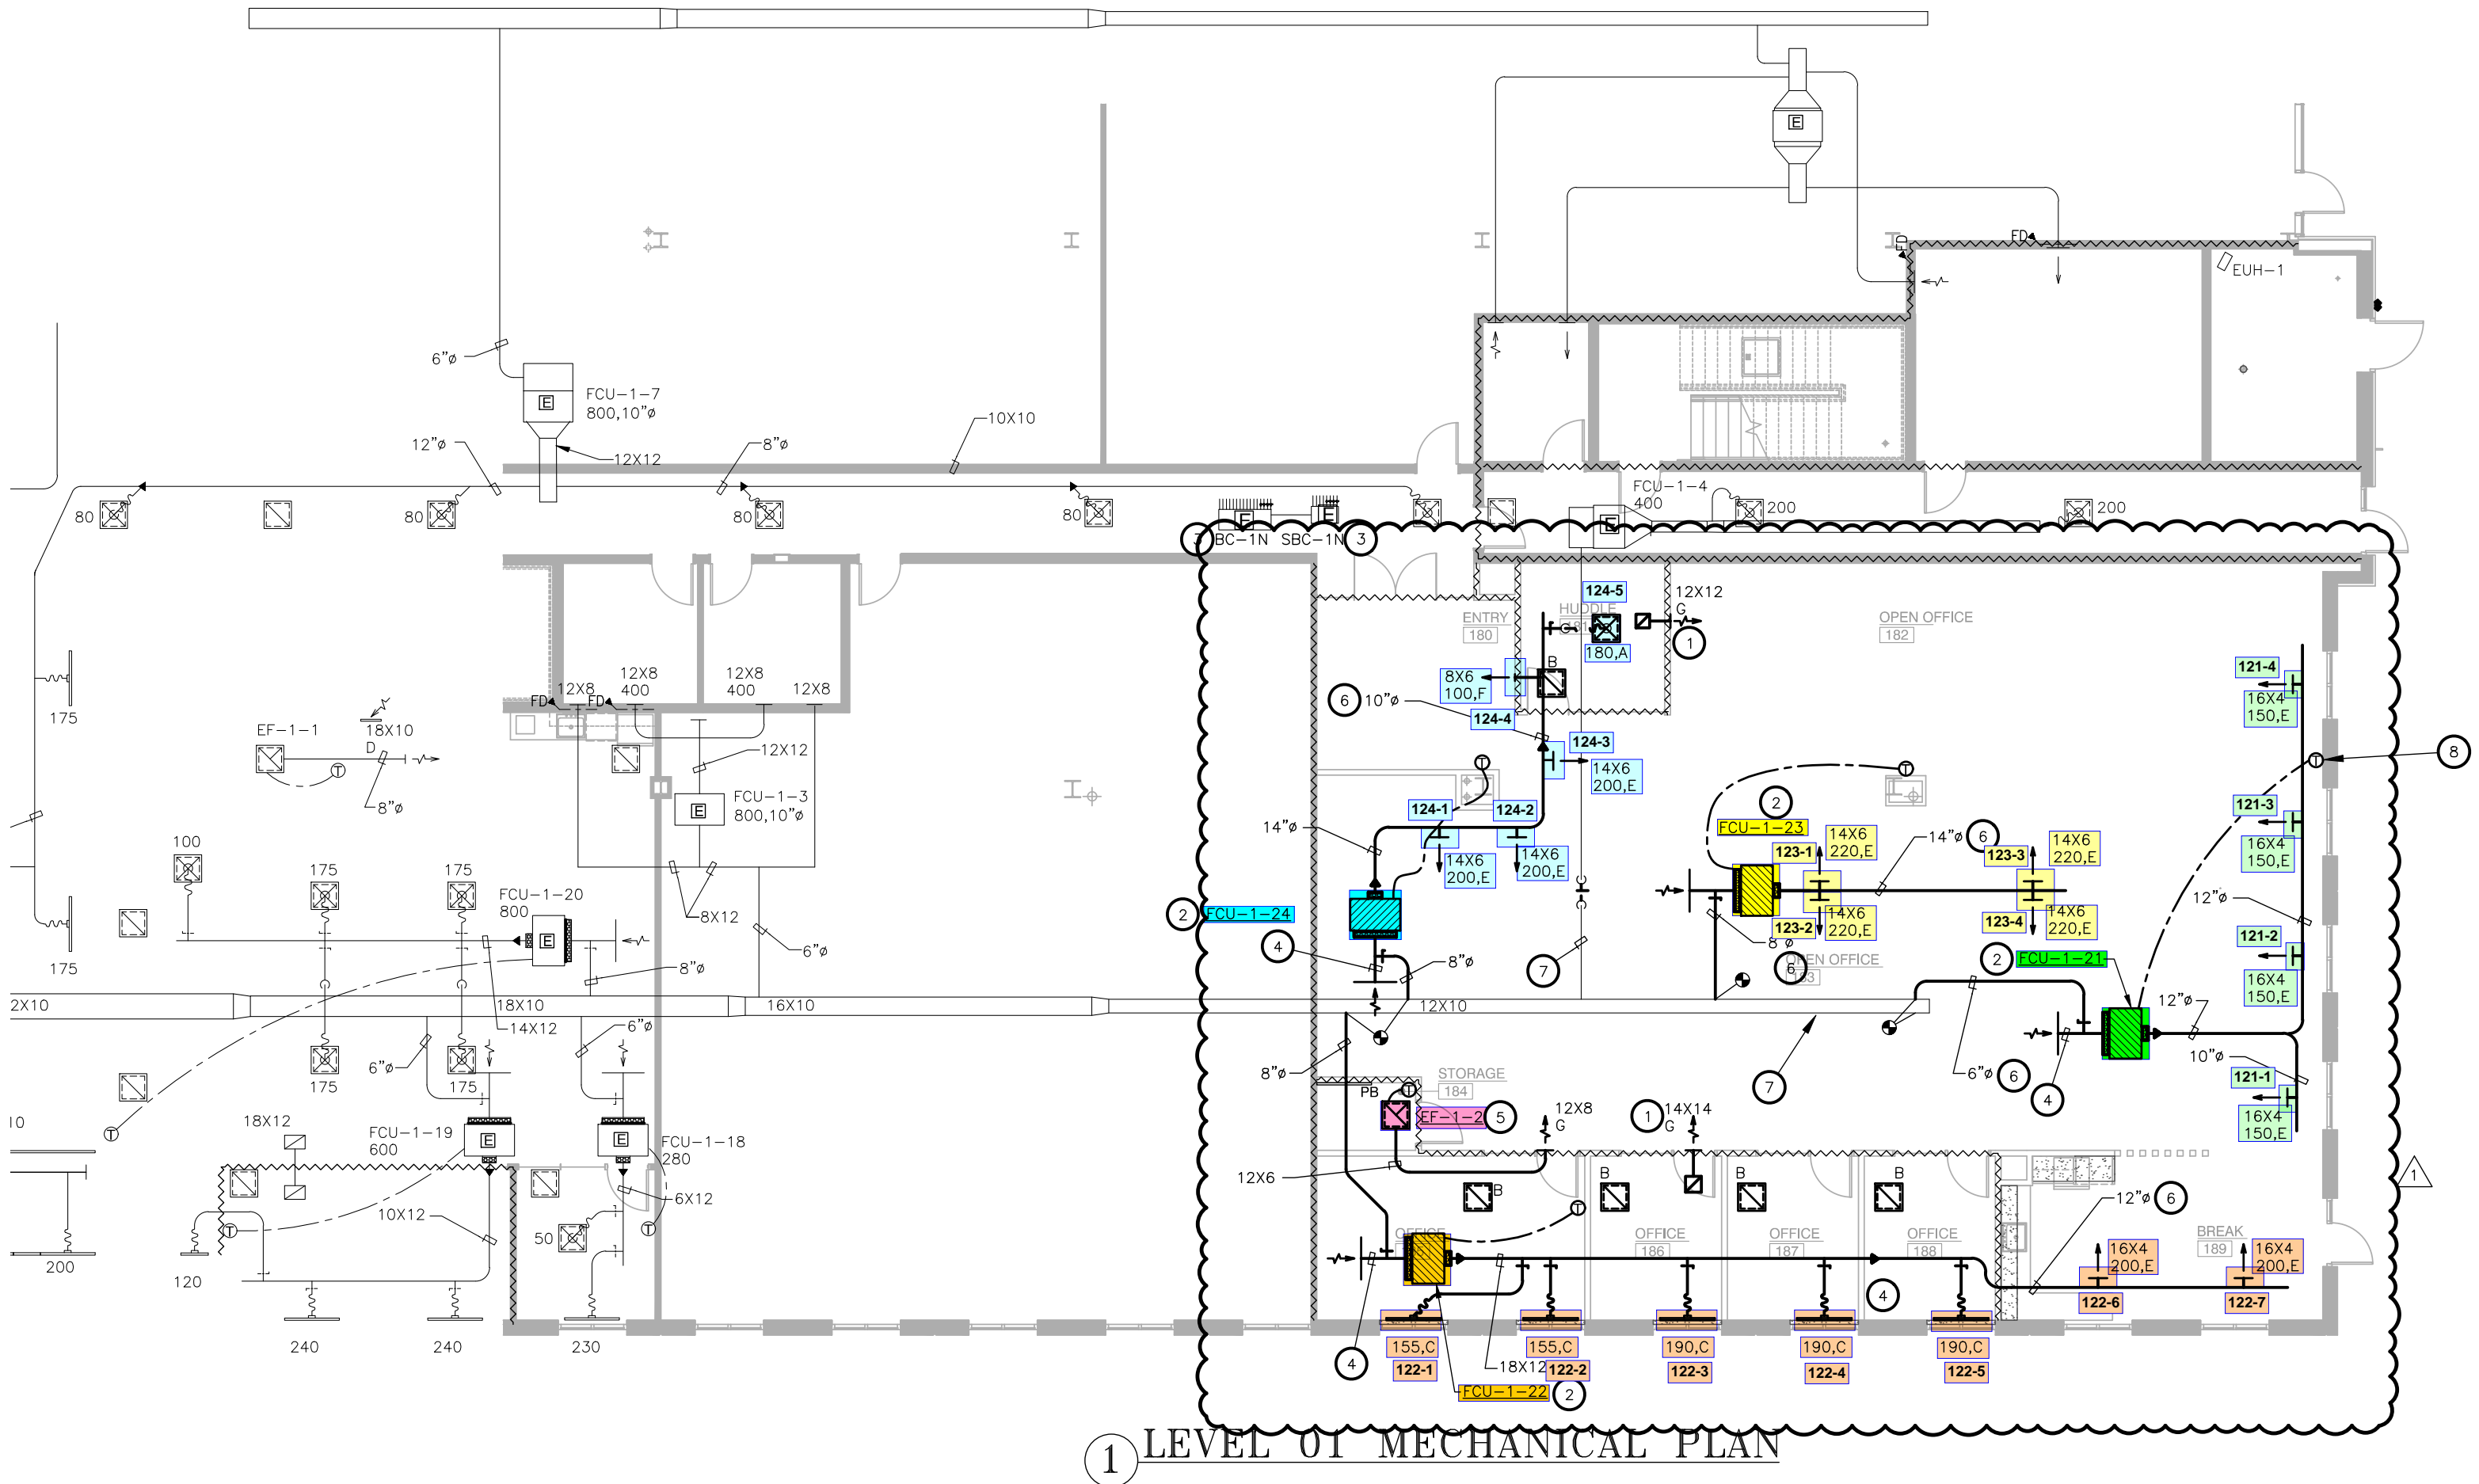 6"ø
FCU-1-7
800,10"ø
E
E
12"ø
12X12
8"ø
10X10
FD
FD
EUH-1
80
80
80
80
FCU-1-4
400
E
200
200
E
E
3
BC-1N
SBC-1N
3
175
175
EF-1-1
18X10
D
T
8"ø
FD
12X8
FD
12X8
400
12X8
400
12X8
12X12
FCU-1-3
800,10"ø
E
8X12
6"ø
100
175
175
FCU-1-20
800
E
8"ø
2X10
18X10
14X12
16X10
12X10
6"ø
6"ø
175
175
T
10
18X12
FCU-1-19
600
E
FCU-1-18
280
E
6X12
10X12
T
T
50
200
120
240
240
230
ENTRY
180
HUDDLE
181
124-5
180,A
12X12
G
1
OPEN OFFICE
182
8X6
100,F
B
6
10"ø
124-4
124-3
14X6
200,E
T
124-1
124-2
14X6
200,E
14X6
200,E
14"ø
2
FCU-1-24
4
8"ø
7
T
2
FCU-1-23
123-1
14X6
220,E
14"ø
6
123-3
14X6
220,E
123-2
14X6
220,E
123-4
14X6
220,E
8"ø
6
OPEN OFFICE
183
121-4
16X4
150,E
T
8
121-3
16X4
150,E
12"ø
121-2
16X4
150,E
2
FCU-1-21
12"ø
10"ø
121-1
16X4
150,E
6"ø
6
4
7
8"ø
STORAGE
184
PB
T
EF-1-2
5
12X8
G
1
14X14
G
12X6
B
B
B
B
T
OFFICE
OFFICE
186
OFFICE
187
OFFICE
188
12"ø
6
BREAK
189
16X4
200,E
16X4
200,E
122-6
122-7
4
4
155,C
122-1
18X12
155,C
122-2
190,C
122-3
190,C
122-4
190,C
122-5
FCU-1-22
2
1
1
LEVEL 01 MECHANICAL PLAN